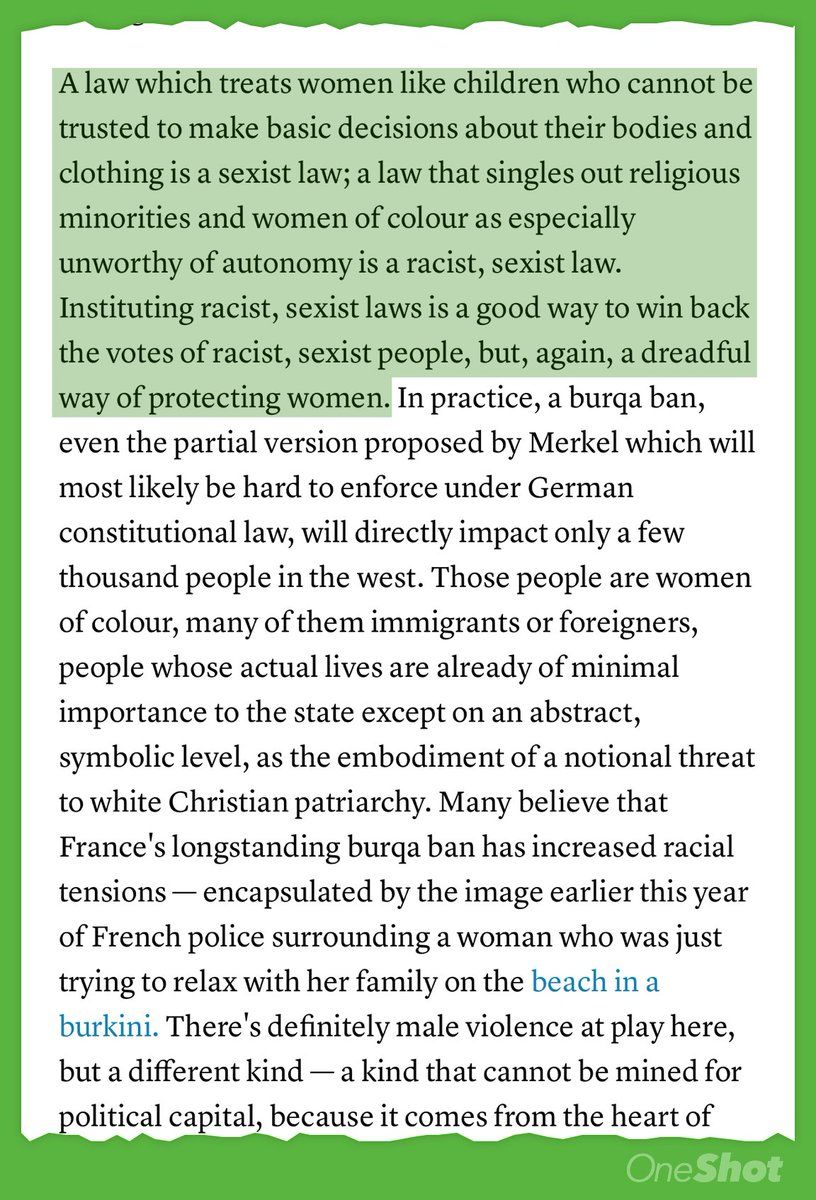 A law which treats women like children who cannot be
trusted to make basic decisions about their bodies and
clothing is a sexist law; a law that singles out religious
minorities and women of colour as especially
unworthy of autonomy is a racist, sexist law.
Instituting racist, sexist laws is a good way to win back
the votes of racist, sexist people, but, again, a dreadful
way of protecting women. In practice, a burqa ban,
even the partial version proposed by Merkel which will
most likely be hard to enforce under German
constitutional law, will directly impact only a few
thousand people in the west. Those people are women
of colour, many of them immigrants or foreigners,
people whose actual lives are already of minimal
importance to the state except on an abstract,
symbolic level, as the embodiment of a notional threat
to white Christian patriarchy. Many believe that
France's longstanding burqa ban has increased racial
tensions — encapsulated by the image earlier this year
of French police surrounding a woman who was just
trying to relax with her family on the beach in a
burkini. There's definitely male violence at play here,
but a different kind — a kind that cannot be mined for
political capital, because it comes from the heart of
OneShot